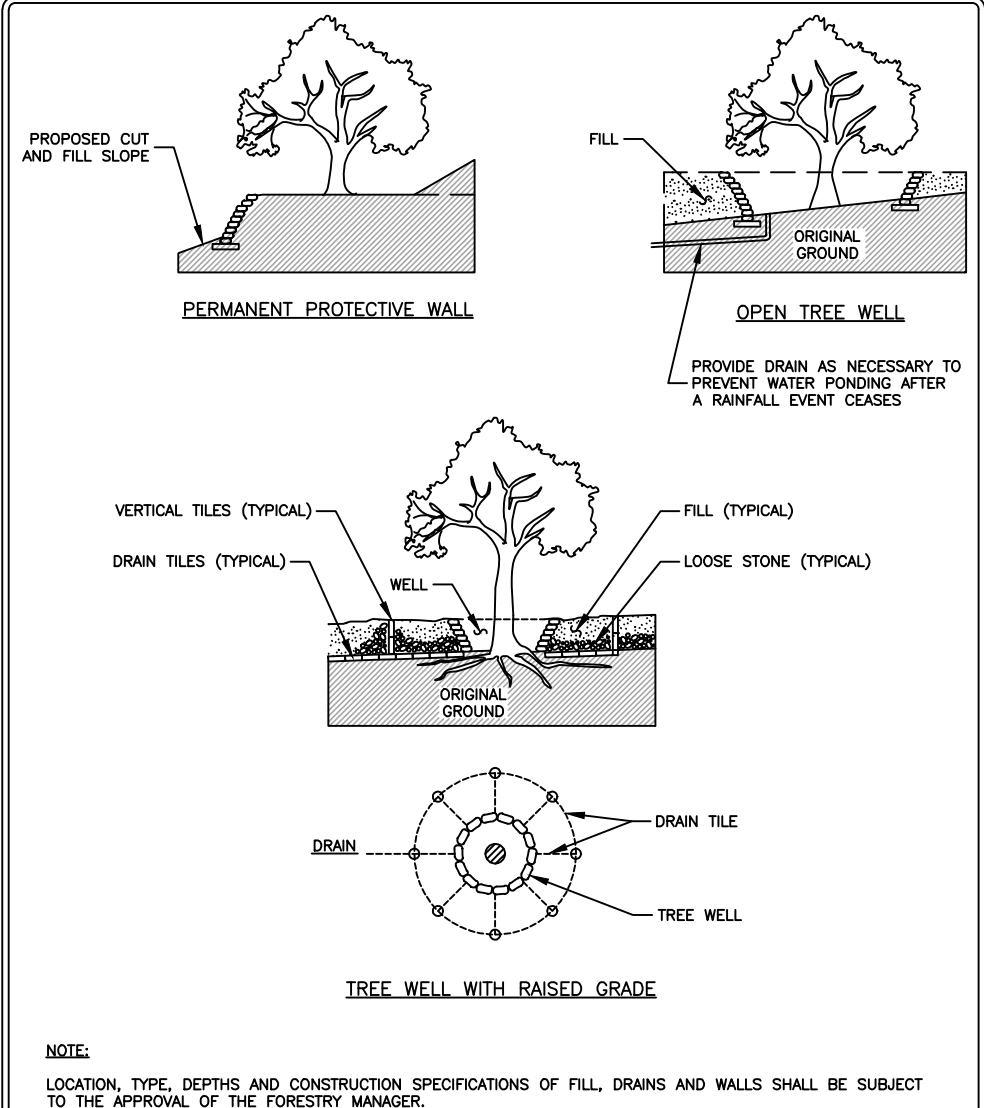 PROPOSED CUT
AND FILL SLOPE
PERMANENT PROTECTIVE WALL
FILL
ORIGINAL
GROUND
OPEN TREE WELL
PROVIDE DRAIN AS NECESSARY TO
PREVENT WATER PONDING AFTER
A RAINFALL EVENT CEASES
VERTICAL TILES (TYPICAL)
DRAIN TILES (TYPICAL)
WELL
FILL (TYPICAL)
LOOSE STONE (TYPICAL)
ORIGINAL
GROUND
DRAIN
DRAIN TILE
TREE WELL
TREE WELL WITH RAISED GRADE
NOTE:
LOCATION, TYPE, DEPTHS AND CONSTRUCTION SPECIFICATIONS OF FILL, DRAINS AND WALLS SHALL BE SUBJECT
TO THE APPROVAL OF THE FORESTRY MANAGER.